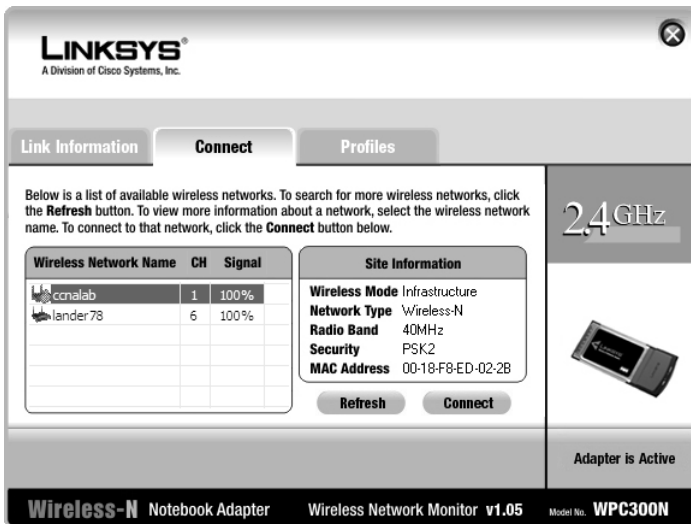 LINKSYS®
A Division of Cisco Systems, Inc.
Link Information
Connect
Profiles
Below is a list of available wireless networks. To search for more wireless networks, click
the Refresh button. To view more information about a network, select the wireless network
name. To connect to that network, click the Connect button below.
Wireless Network Name CH Signal
ccnalab 1 100%
lander78 6 100%
Site Information
Wireless Mode Infrastructure
Network Type Wireless-N
Radio Band 40MHz
Security PSK2
MAC Address 00-18-F8-ED-02-2B
Refresh
Connect
2.4GHz
LINKSYS
Adapter is Active
Wireless-N Notebook Adapter
Wireless Network Monitor v1.05
Model No. WPC300N